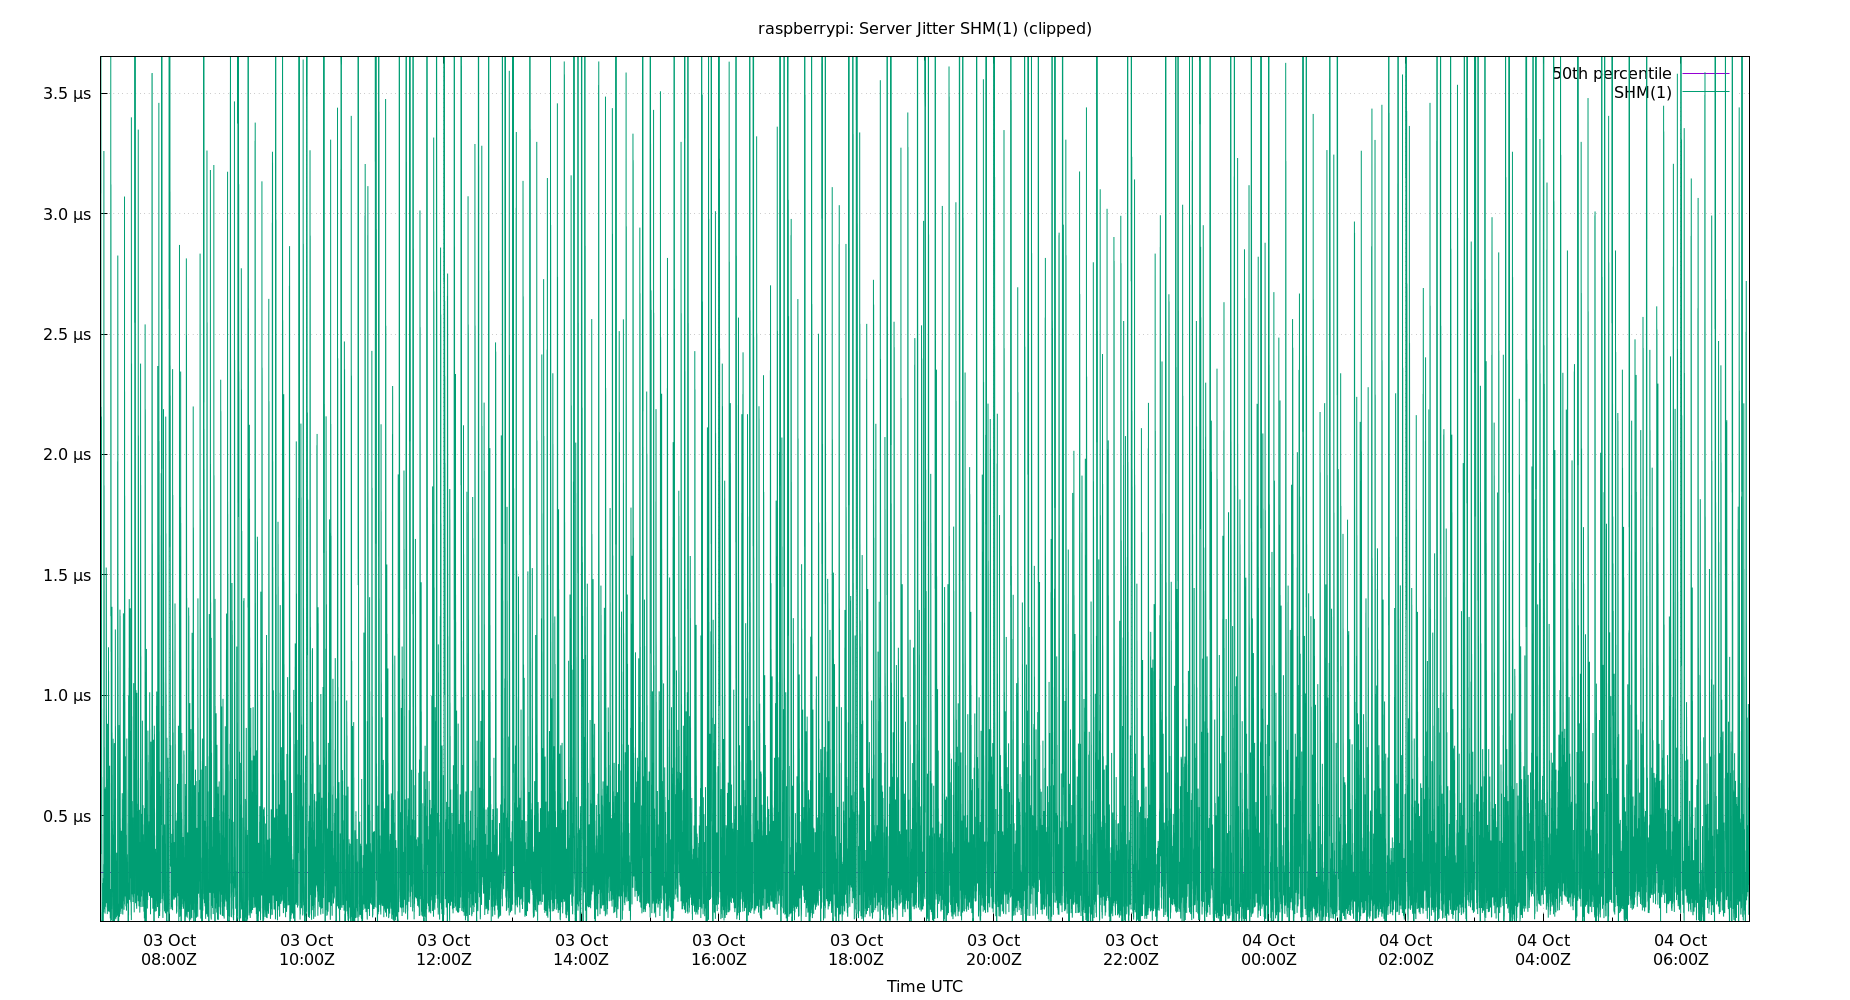 raspberrypi: Server Jitter SHM(1) (clipped)
50th percentile
SHM(1)
3.5 µs
3.0 µs
2.5 µs
2.0 µs
1.5 µs
1.0 µs
0.5 µs
03 Oct 03 Oct 03 Oct 03 Oct 03 Oct 03 Oct 03 Oct 03 Oct 04 Oct 04 Oct 04 Oct 04 Oct
08:00Z 10:00Z 12:00Z 14:00Z 16:00Z 18:00Z 20:00Z 22:00Z 00:00Z 02:00Z 04:00Z 06:00Z
Time UTC